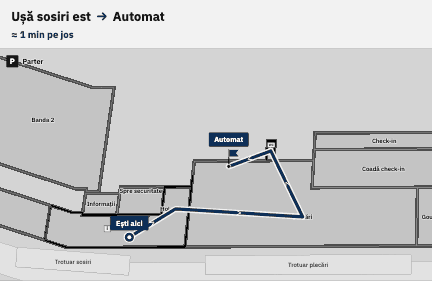 Ușă sosiri est → Automat
≈ 1 min pe jos
P Parter
Banda 2
Automat
Check-in
Coadă check-in
Spre securitate
Informații
Ești aici
Trotuar sosiri
Trotuar plecări